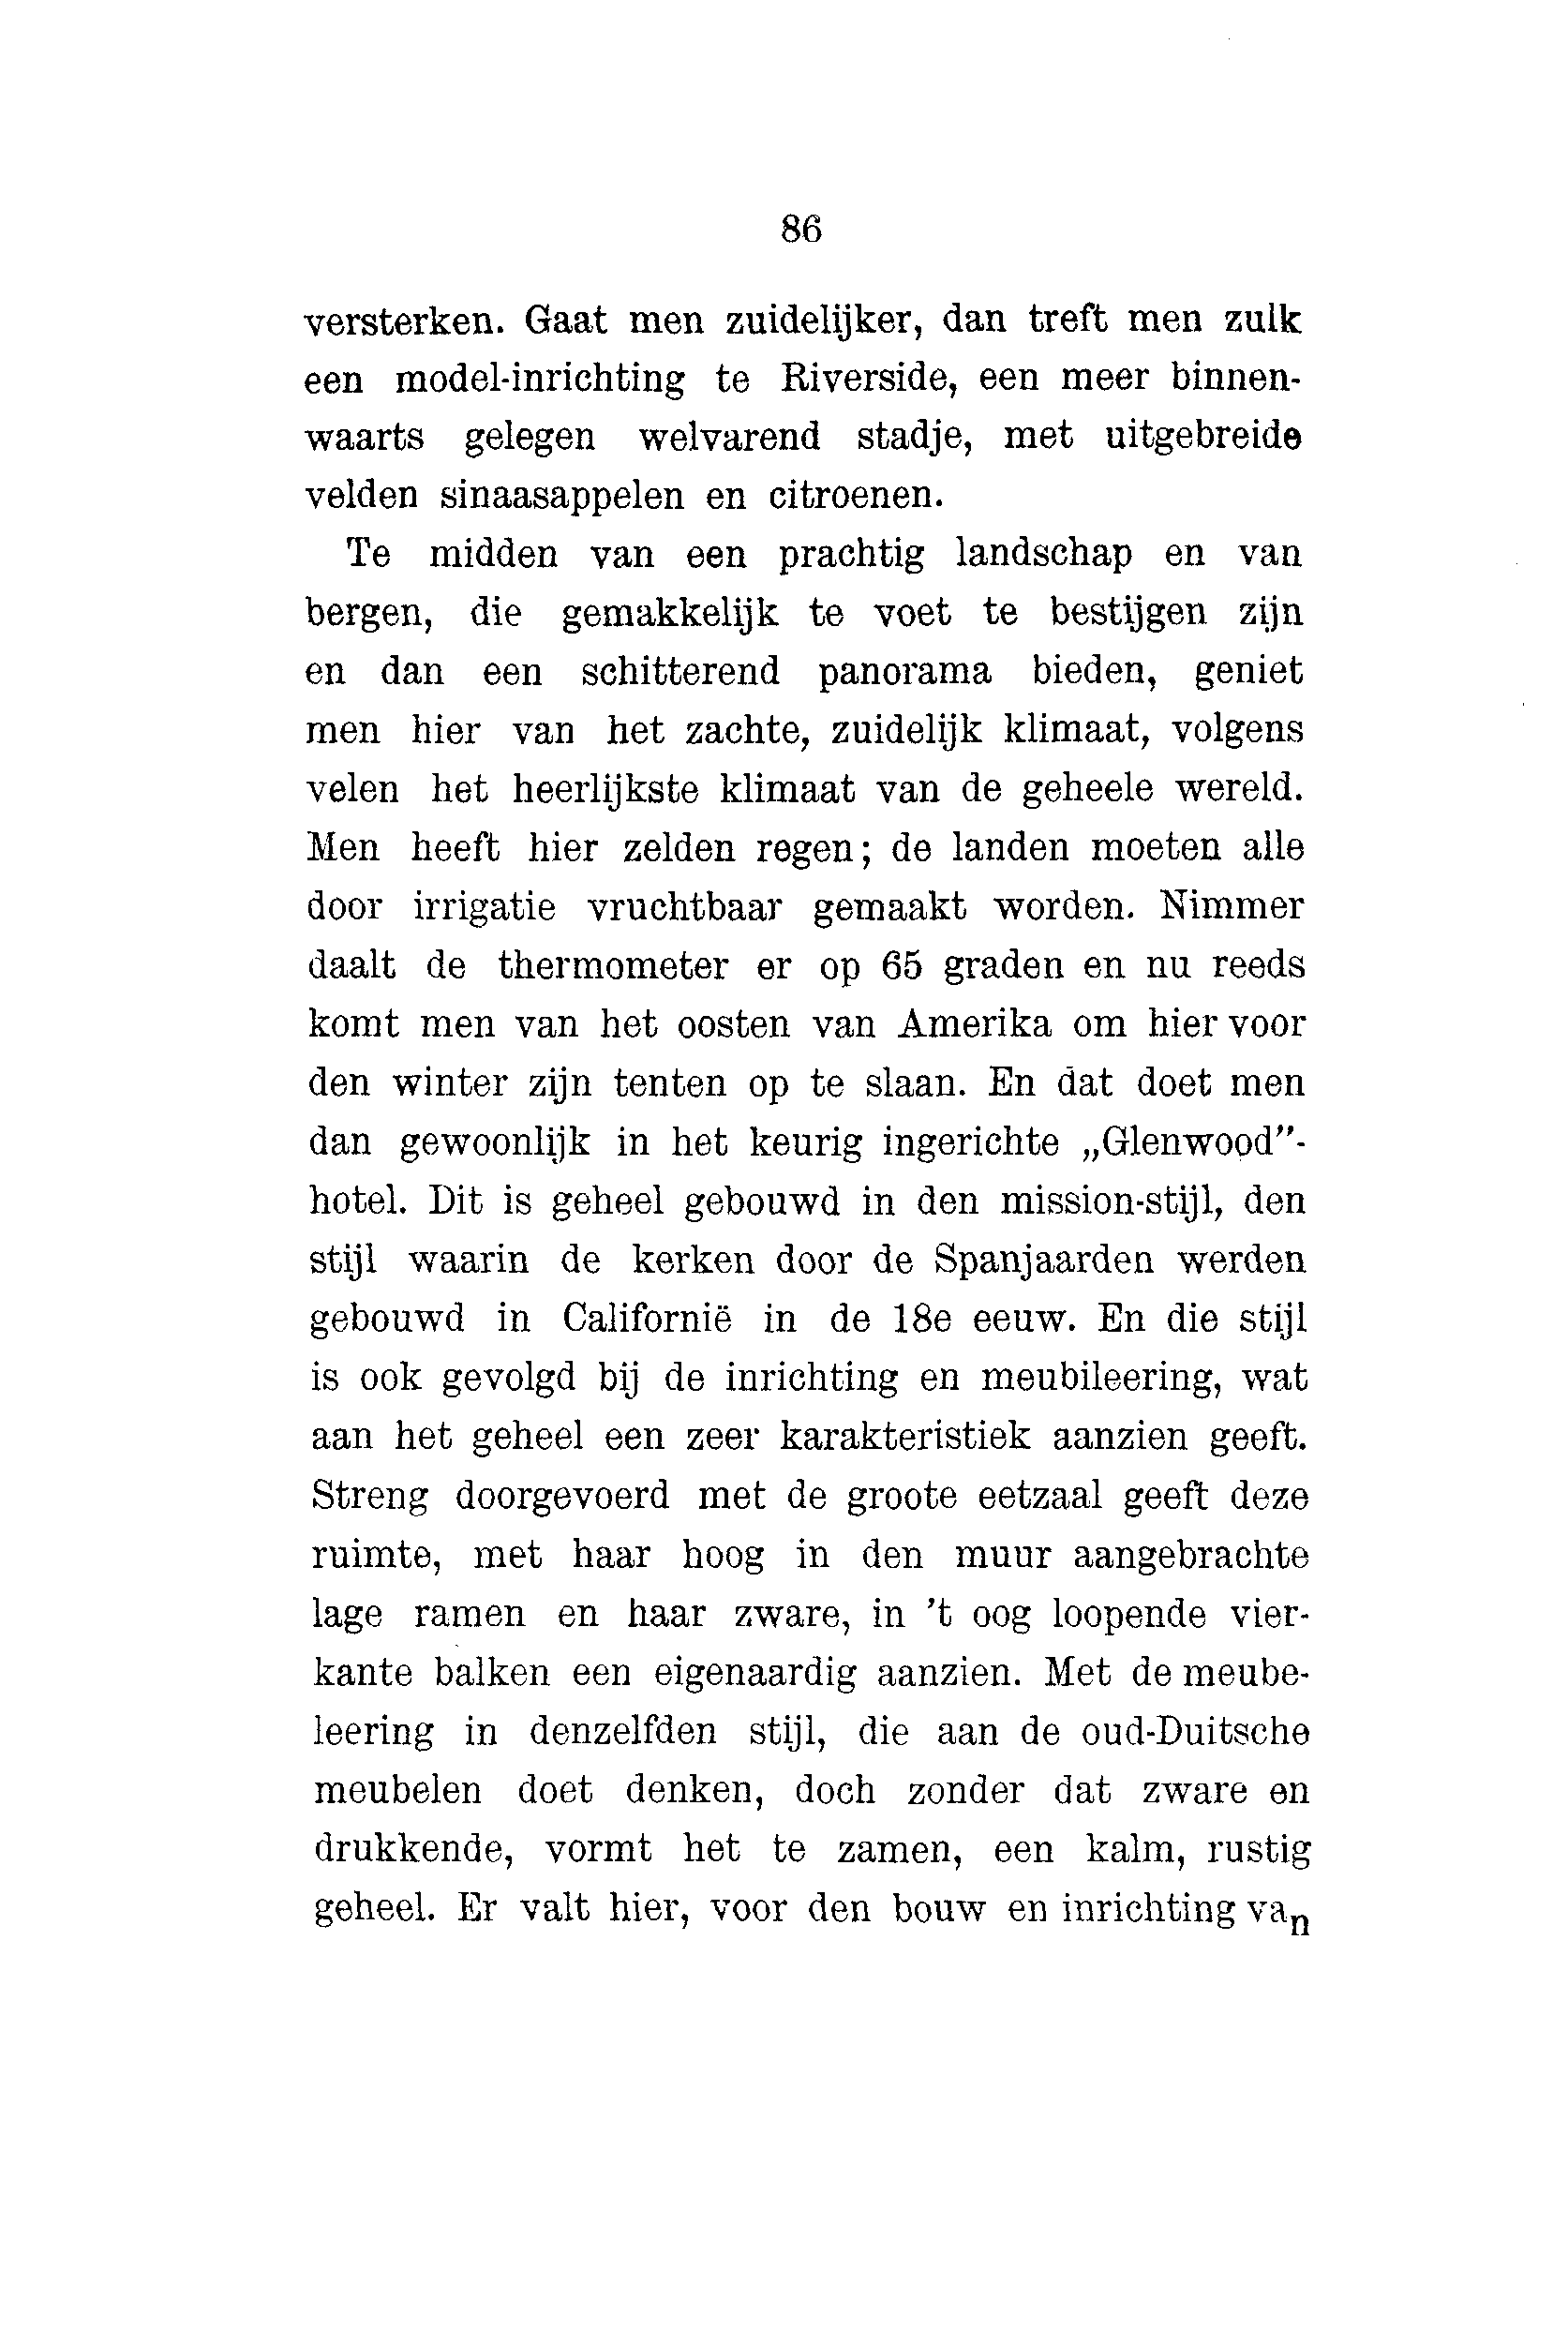 86
versterken. Gaat men zuidelijker, dan treft men zulk
een model-inrichting te Riverside, een meer binnen-
waarts gelegen welvarend stadje, met uitgebreide
velden sinaasappelen en citroenen.
Te midden van een prachtig landschap en van
bergen, die gemakkelijk te voet te bestijgen zijn
en dan een schitterend panorama bieden, geniet
men hier van het zachte, zuidelijk klimaat, volgens
velen het heerlijkste klimaat van de geheele wereld.
Men heeft hier zelden regen; de landen moeten alle
door irrigatie vruchtbaar gemaakt worden. Nimmer
daalt de thermometer er op 65 graden en nu reeds
komt men van het oosten van Amerika om hier voor
den winter zijn tenten op te slaan. En dat doet men
dan gewoonlijk in het keurig ingerichte „Glenwood"-
hotel. Dit is geheel gebouwd in den mission-stijl, den
stijl waarin de kerken door de Spanjaarden werden
gebouwd in Californië in de 18e eeuw. En die stijl
is ook gevolgd bij de inrichting en meubileering, wat
aan het geheel een zeer karakteristiek aanzien geeft.
Streng doorgevoerd met de groote eetzaal geeft deze
ruimte, met haar hoog in den muur aangebrachte
lage ramen en haar zware, in 't oog loopende vier-
kante balken een eigenaardig aanzien. Met de meube-
leering in denzelfden stijl, die aan de oud-Duitsche
meubelen doet denken, doch zonder dat zware en
drukkende, vormt het te zamen, een kalm, rustig
geheel. Er valt hier, voor den bouw en inrichting van